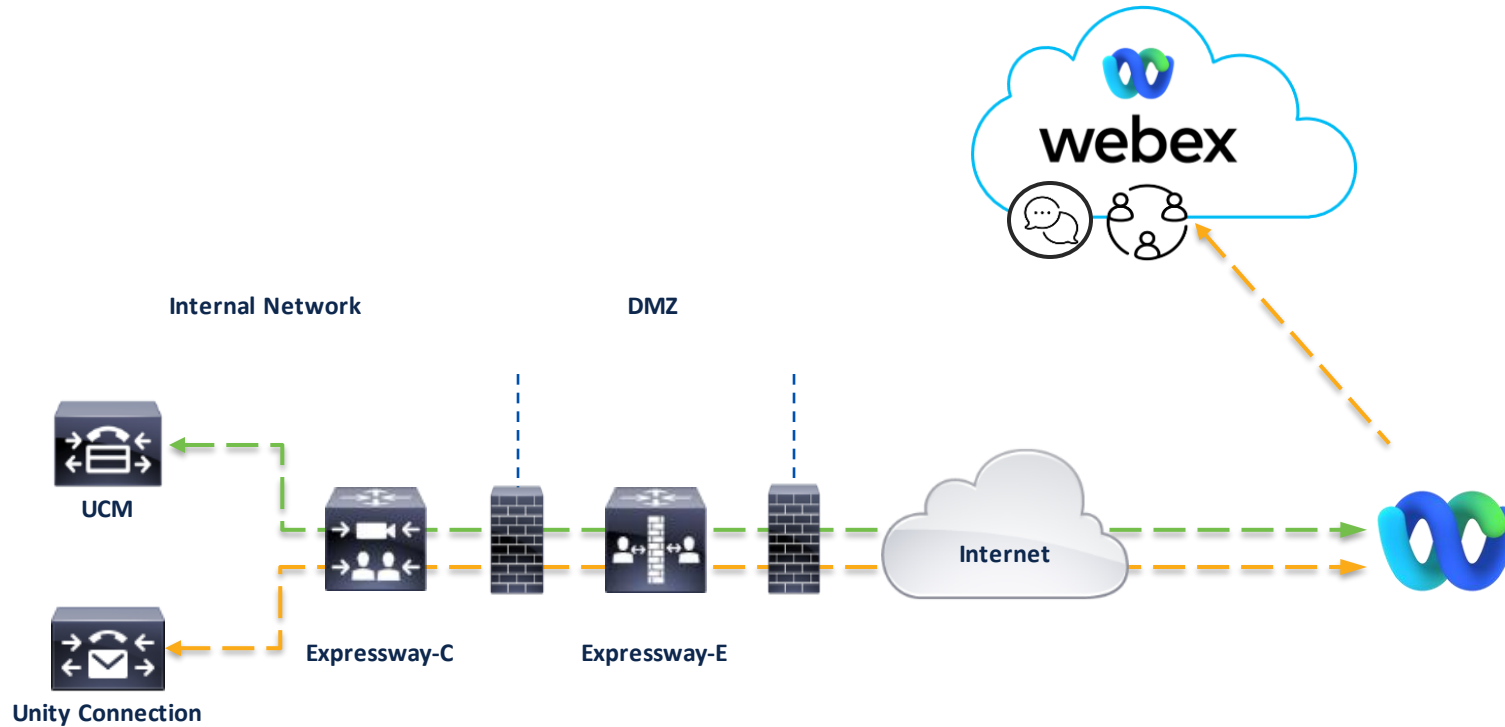 webex
Internal Network
DMZ
UCM
Internet
Expressway-C
Expressway-E
Unity Connection